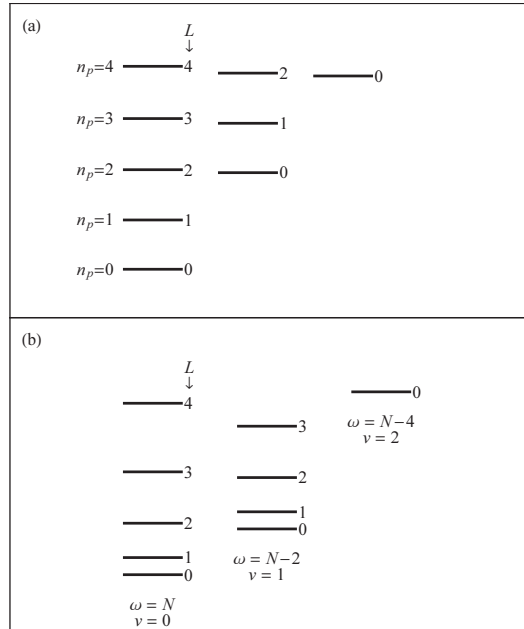 (a)
L
↓
n_p=4 4 2 0
n_p=3 3 1
n_p=2 2 0
n_p=1 1
n_p=0 0
(b)
L
↓
0
4
3
ω = N−4
v = 2
3
2
2
1
0
1
0
ω = N−2
v = 1
ω = N
v = 0